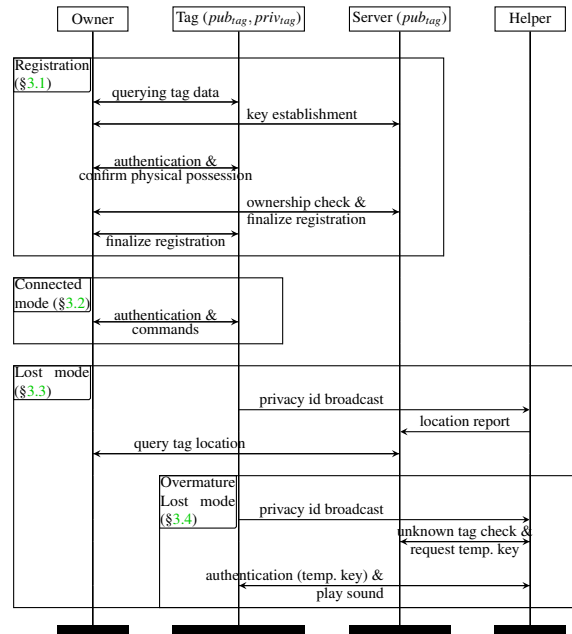 Owner
Tag (pub_tag, priv_tag)
Server (pub_tag)
Helper
Registration
(§3.1)
querying tag data
key establishment
authentication &
confirm physical possession
ownership check &
finalize registration
finalize registration
Connected
mode (§3.2)
authentication &
commands
Lost mode
(§3.3)
privacy id broadcast
location report
query tag location
Overmature
Lost mode
(§3.4)
privacy id broadcast
unknown tag check &
request temp. key
authentication (temp. key) &
play sound